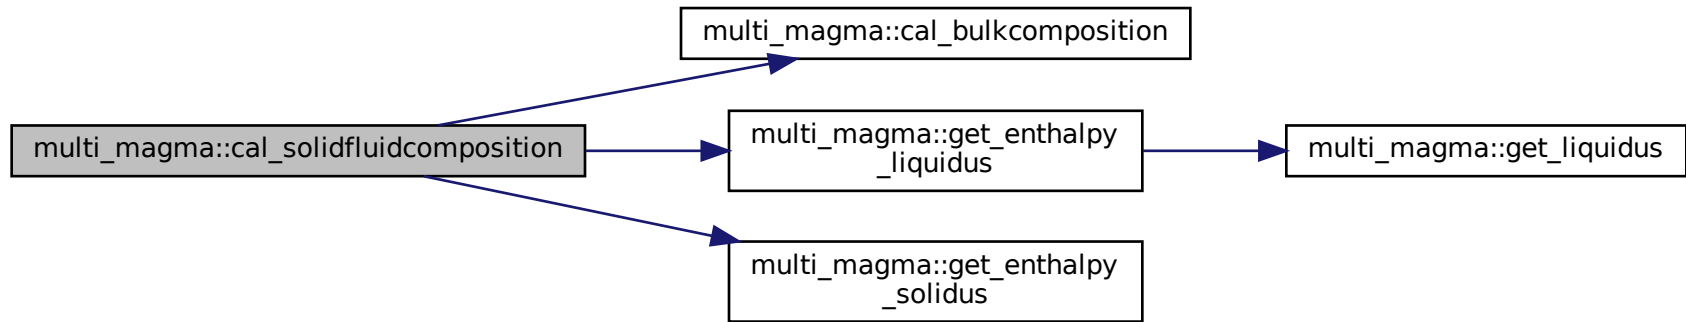 multi_magma::cal_bulkcomposition
multi_magma::cal_solidfluidcomposition
multi_magma::get_enthalpy
_liquidus
multi_magma::get_liquidus
multi_magma::get_enthalpy
_solidus